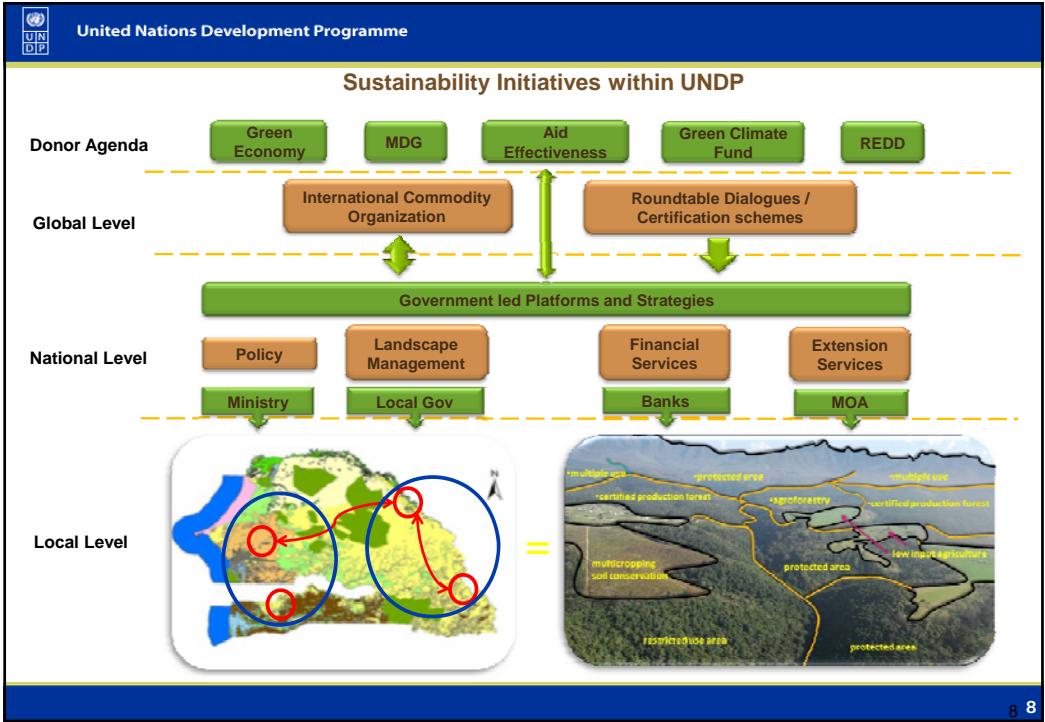 UN
DP
United Nations Development Programme
Sustainability Initiatives within UNDP
Donor Agenda
Green
Economy
MDG
Aid
Effectiveness
Green Climate
Fund
REDD
Global Level
International Commodity
Organization
Roundtable Dialogues /
Certification schemes
Government led Platforms and Strategies
National Level
Policy
Landscape
Management
Financial
Services
Extension
Services
Ministry
Local Gov
Banks
MOA
Local Level
N
=
•multiple use
•protected area
•multiple use
•certified production forest
•agroforestry
•certified production forest
low input agriculture
multicropping
soil conservation
protected area
restricted use area
protected area
8 8